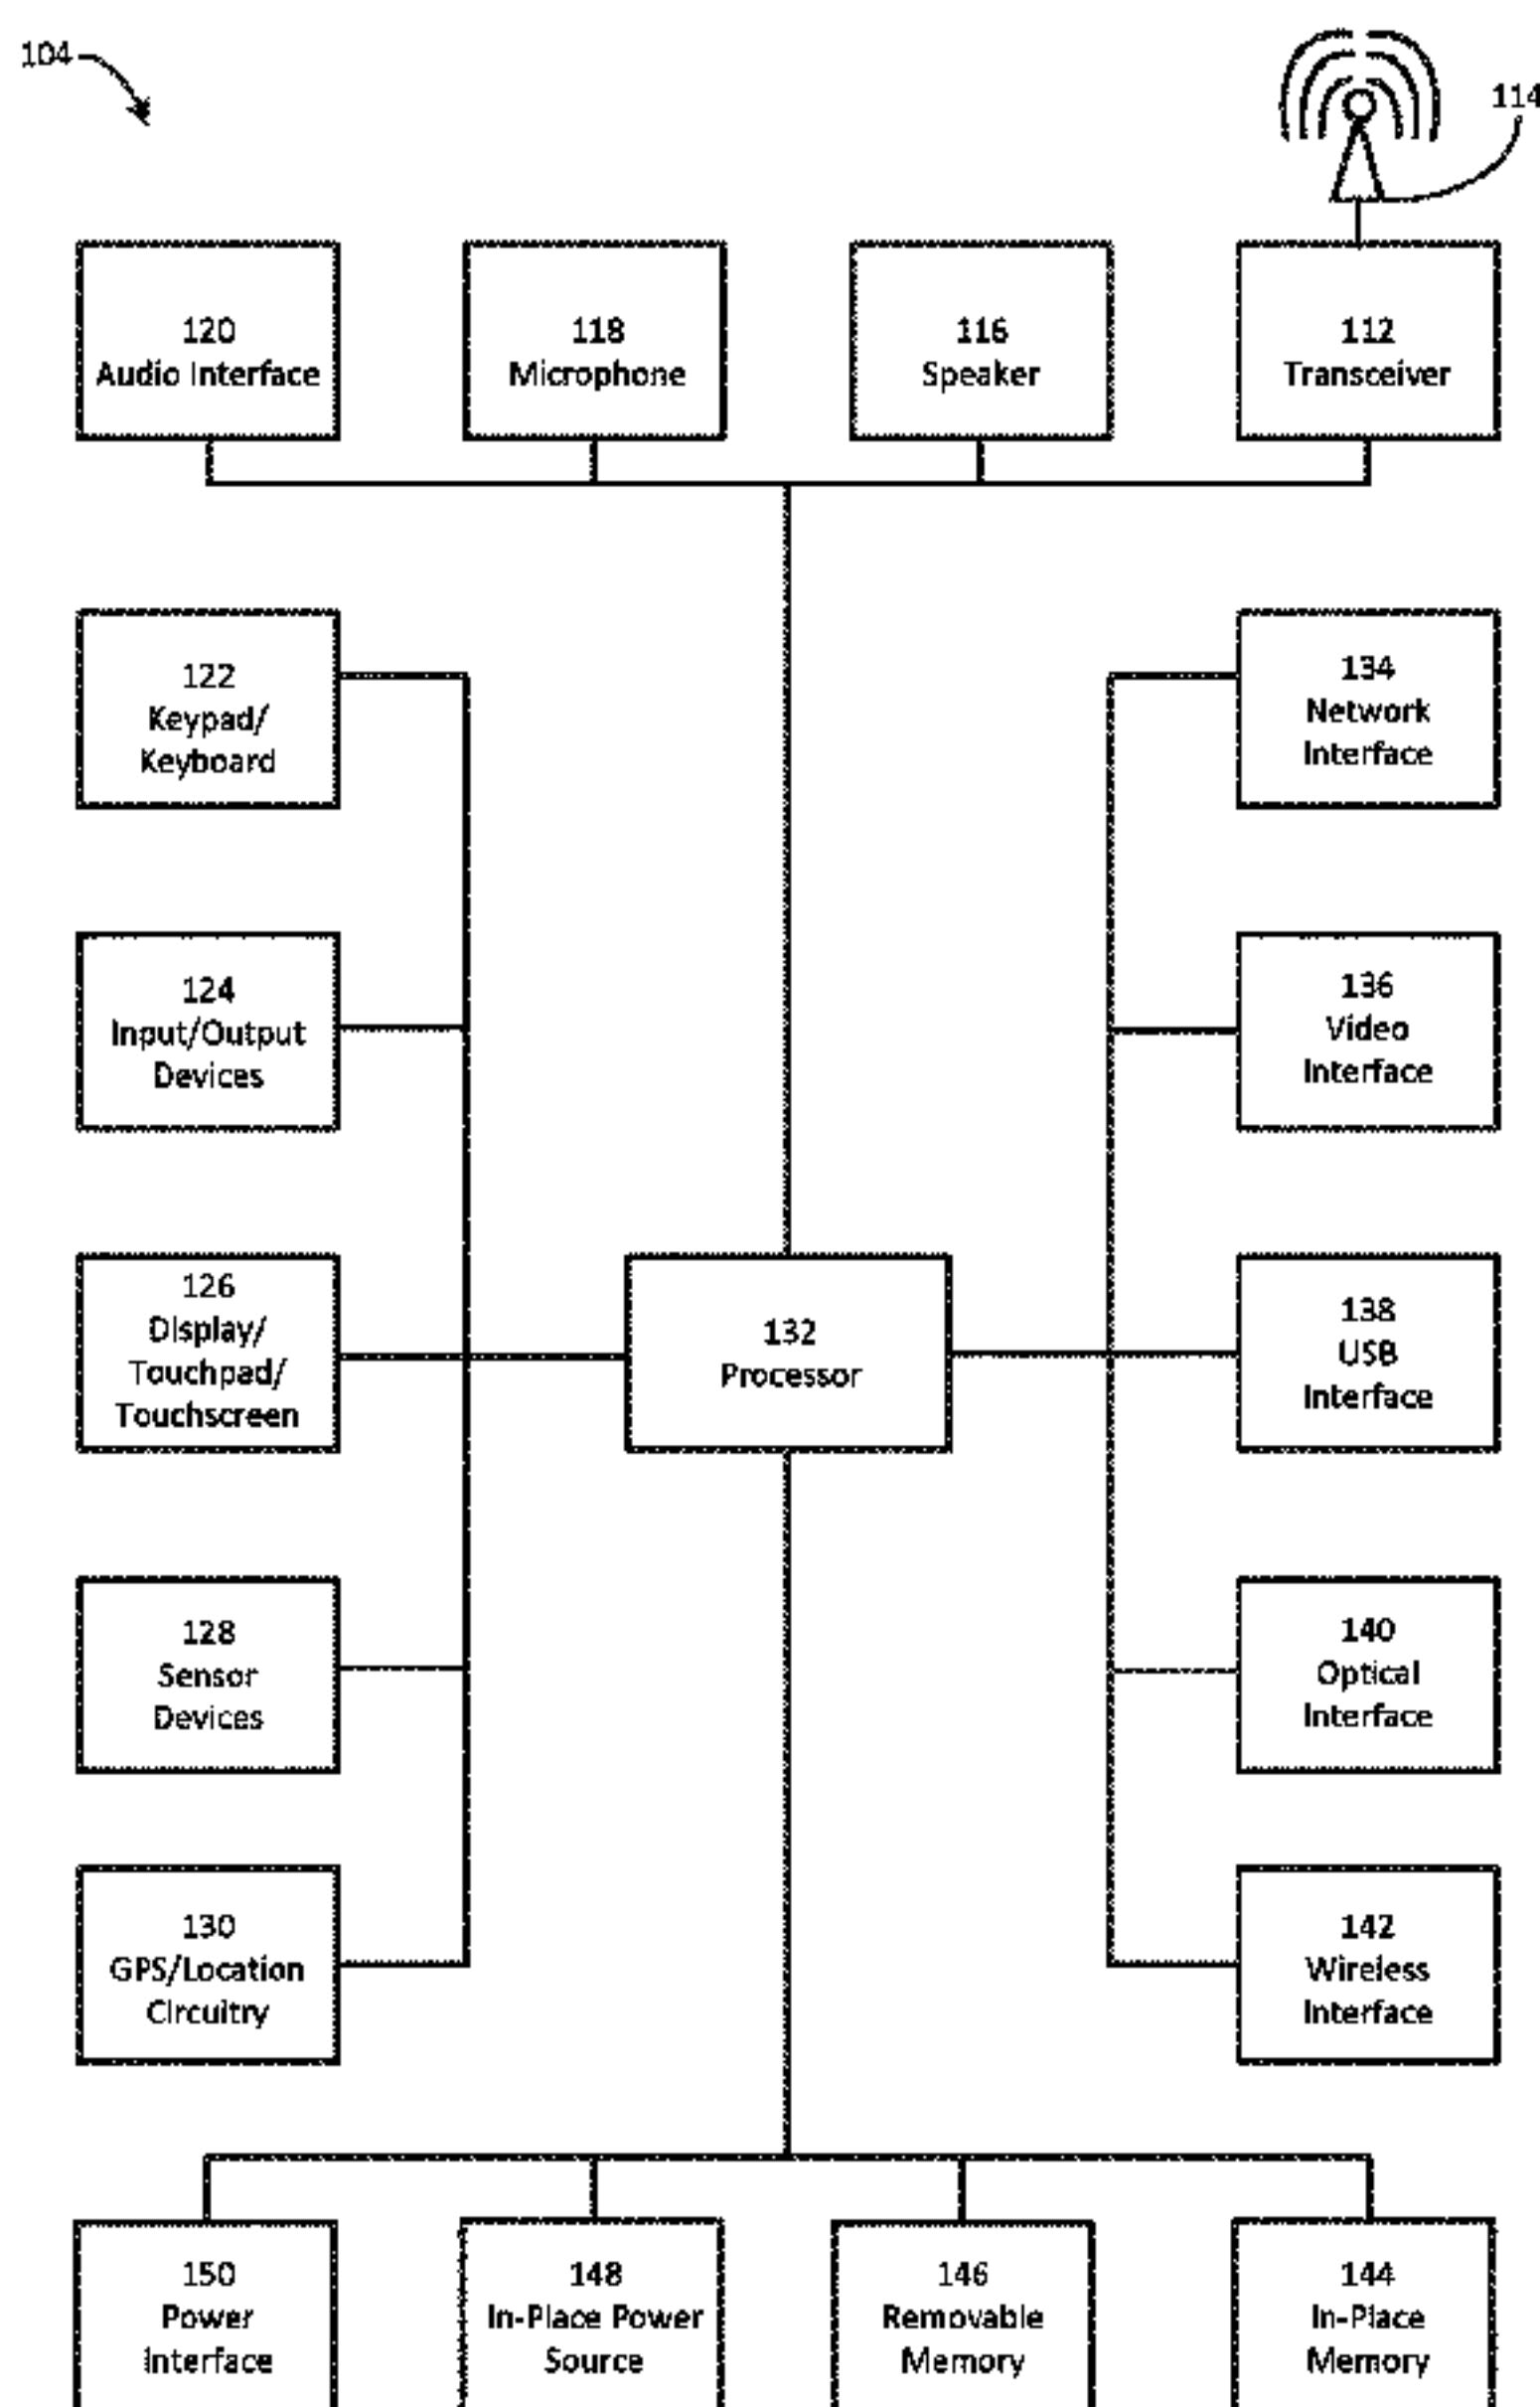 104
114
120
Audio Interface
118
Microphone
116
Speaker
112
Transceiver
122
Keypad/
Keyboard
134
Network
Interface
124
Input/Output
Devices
136
Video
Interface
126
Display/
Touchpad/
Touchscreen
132
Processor
138
USB
Interface
128
Sensor
Devices
140
Optical
Interface
130
GPS/Location
Circuitry
142
Wireless
Interface
150
Power
Interface
148
In-Place Power
Source
146
Removable
Memory
144
In-Place
Memory